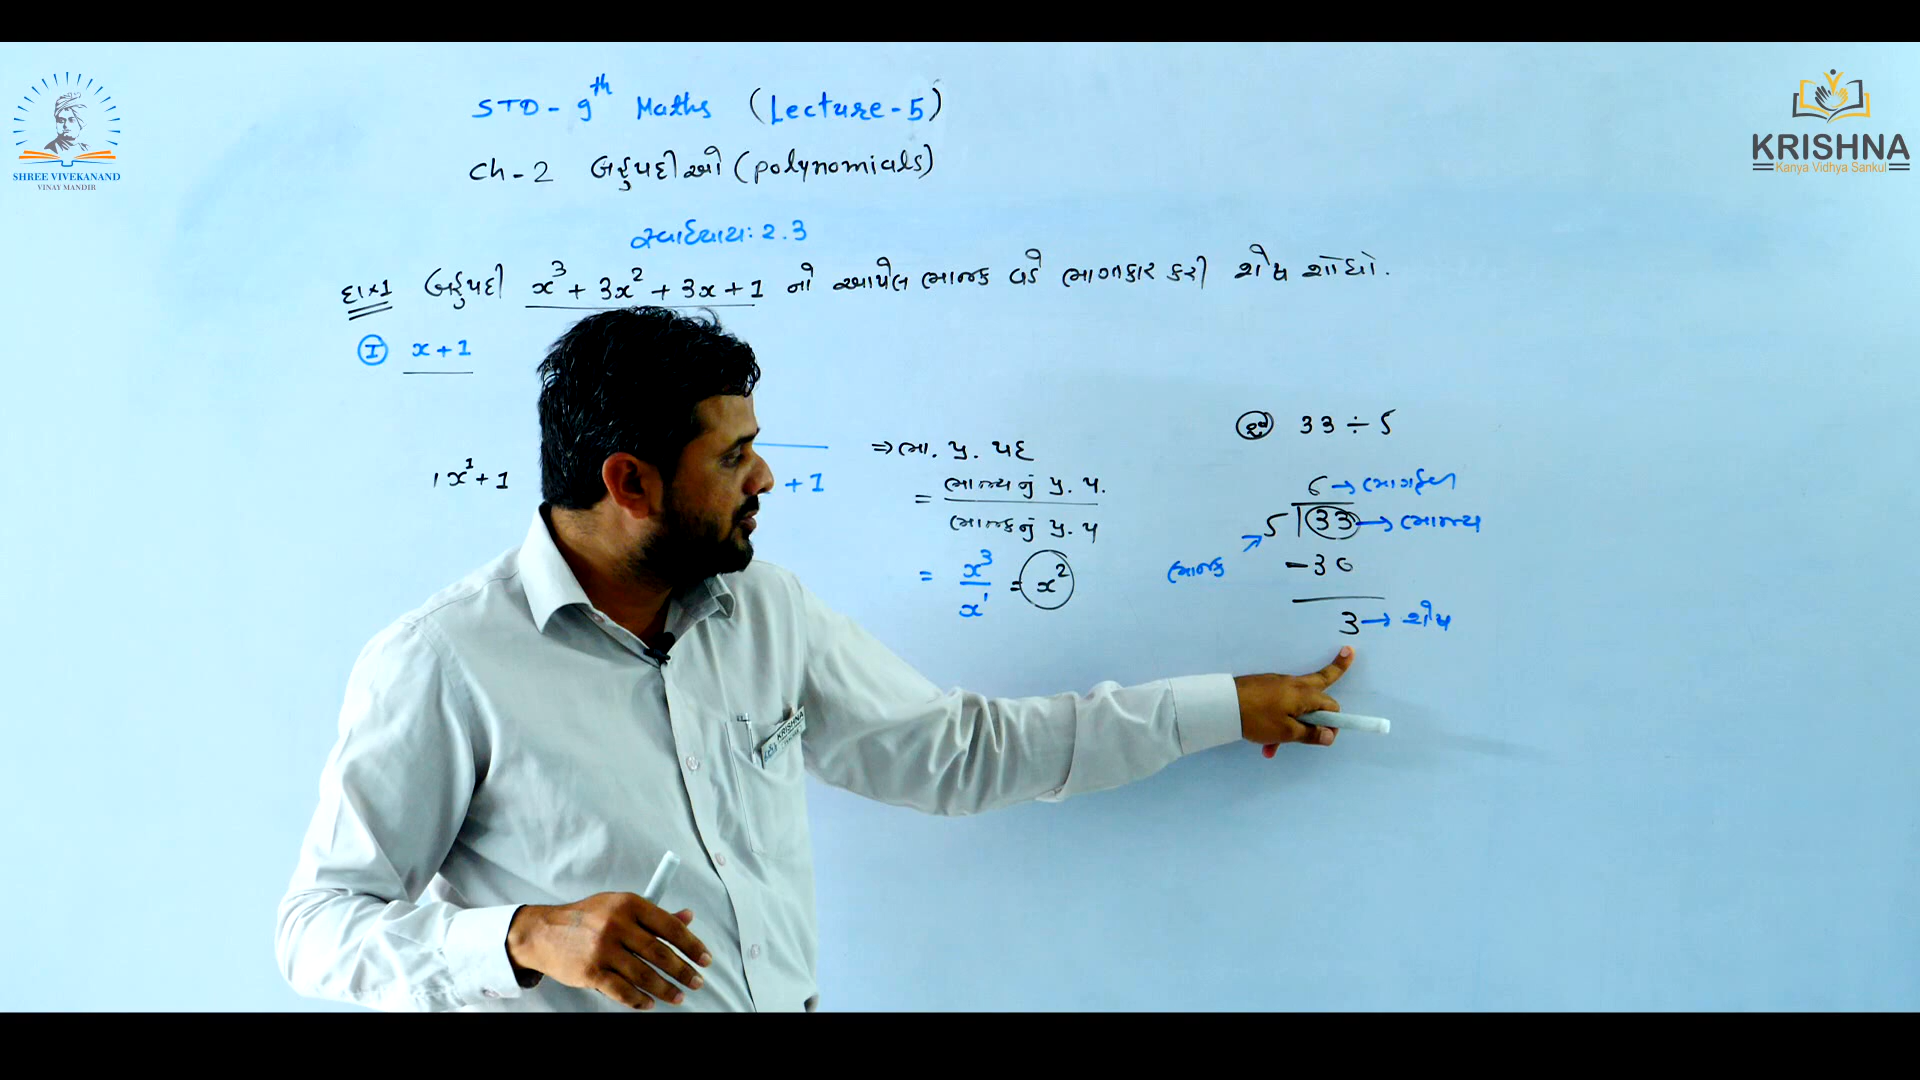 STD - 9th Maths (Lecture-5)
Ch-2 બહુપદીઓ (polynomials)
સ્વાધ્યાય: 2.3
દાખ1 બહુપદી x³ + 3x² + 3x + 1 નો આપેલ ભાજક વડે ભાગાકાર કરી શેષ શોધો.
I x + 1
1x¹ + 1
+ 1
⇒ ભા. પ્ર. પદ
= ભાજ્યનું પ્ર. પ.
ભાજકનું પ્ર. પ
= x³/x¹ = x²
33 ÷ 5
6 → ભાગફળ
5 33 → ભાજ્ય
ભાજક
- 30
3 → શેષ
SHREE VIVEKANAND
VINAY MANDIR
KRISHNA
Kanya Vidhya Sankul
KRISHNA